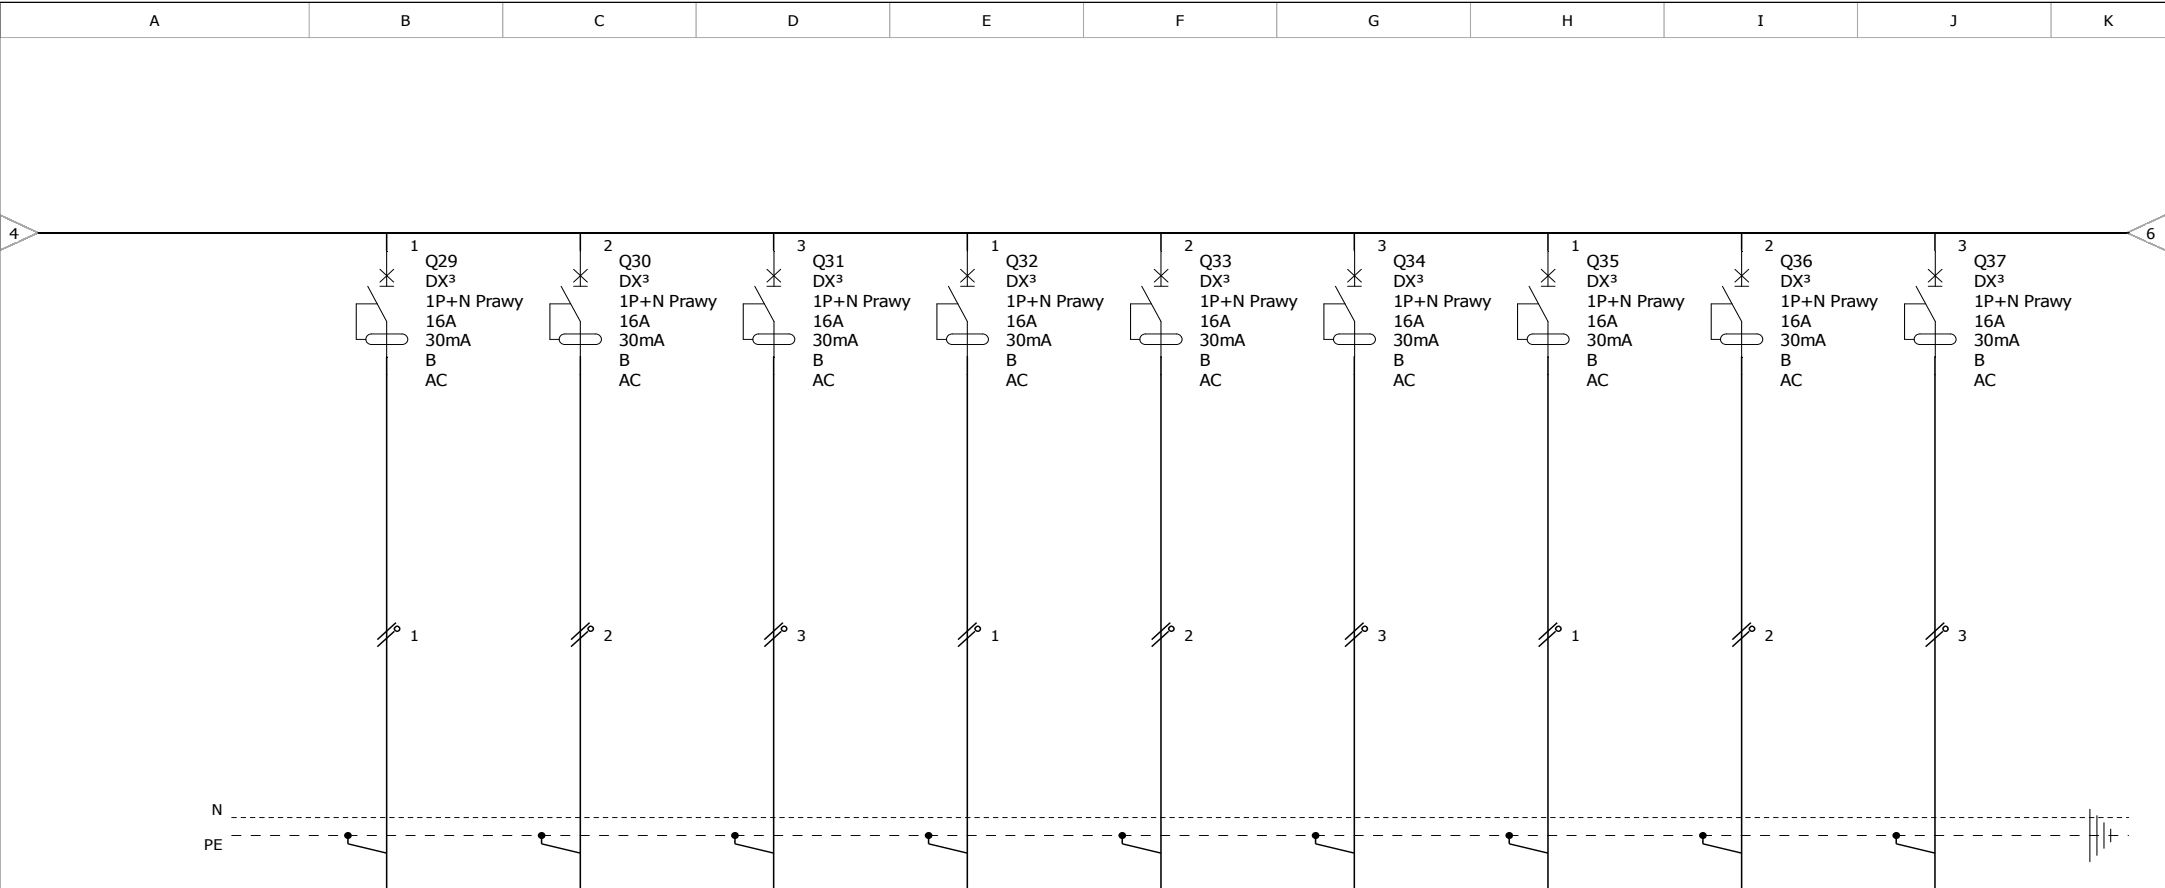 A B C D E F G H I J K
4 6
1 2 3 1 2 3 1 2 3
Q29 Q30 Q31 Q32 Q33 Q34 Q35 Q36 Q37
DX³ DX³ DX³ DX³ DX³ DX³ DX³ DX³ DX³
1P+N Prawy 1P+N Prawy 1P+N Prawy 1P+N Prawy 1P+N Prawy 1P+N Prawy 1P+N Prawy 1P+N Prawy 1P+N Prawy
16A 16A 16A 16A 16A 16A 16A 16A 16A
30mA 30mA 30mA 30mA 30mA 30mA 30mA 30mA 30mA
B B B B B B B B B
AC AC AC AC AC AC AC AC AC
1 2 3 1 2 3 1 2 3
N
PE